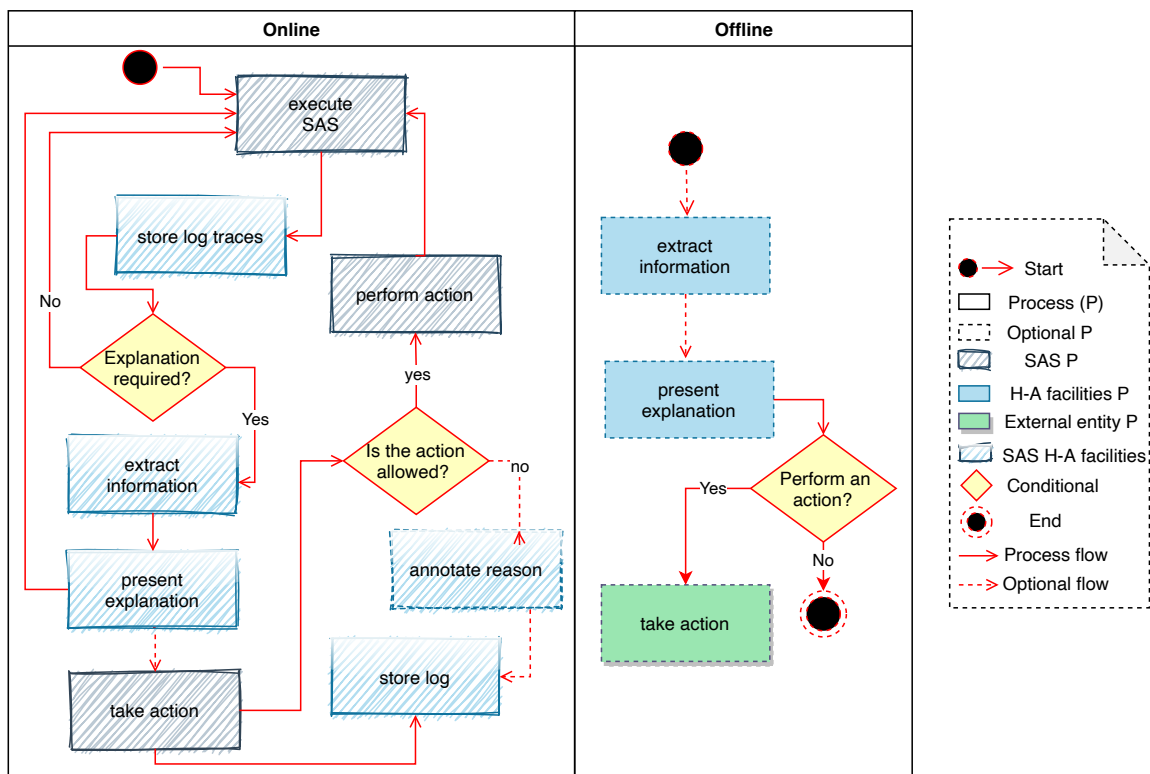 Online
Offline
execute
SAS
store log traces
No
perform action
Explanation
required?
yes
Yes
Is the action
allowed?
no
extract
information
annotate reason
present
explanation
store log
take action
extract
information
present
explanation
Perform an
action?
Yes
No
take action
Start
Process (P)
Optional P
SAS P
H-A facilities P
External entity P
SAS H-A facilities
Conditional
End
Process flow
Optional flow